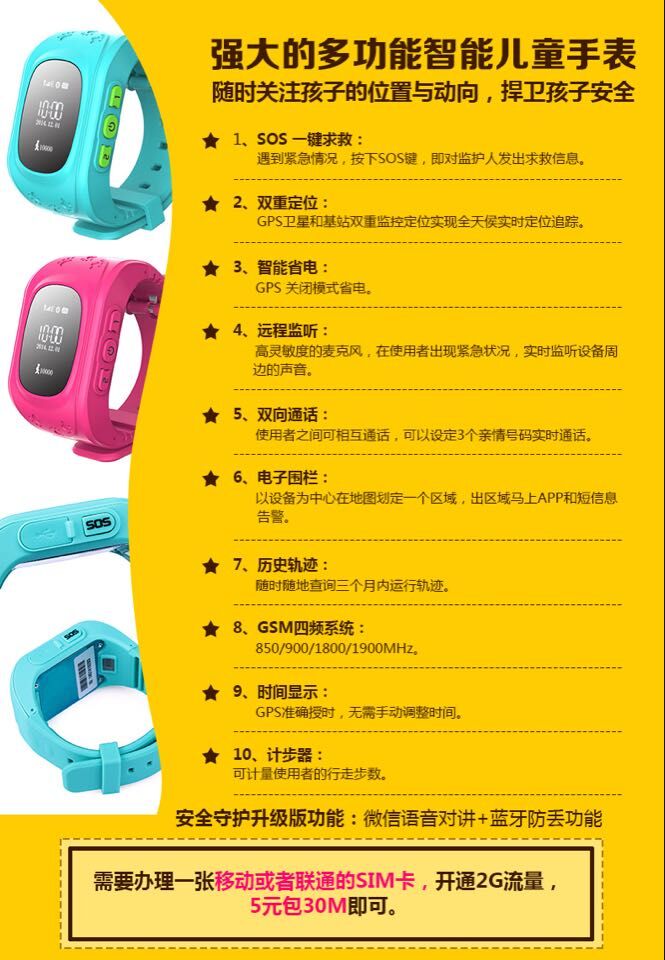 强大的多功能智能儿童手表
随时关注孩子的位置与动向，捍卫孩子安全
1、SOS 一键求救：
遇到紧急情况，按下SOS键，即对监护人发出求救信息。
2、双重定位：
GPS卫星和基站双重监控定位实现全天侯实时定位追踪。
3、智能省电：
GPS 关闭模式省电。
4、远程监听：
高灵敏度的麦克风，在使用者出现紧急状况，实时监听设备周
边的声音。
5、双向通话：
使用者之间可相互通话，可以设定3个亲情号码实时通话。
6、电子围栏：
以设备为中心在地图划定一个区域，出区域马上APP和短信息
告警。
7、历史轨迹：
随时随地查询三个月内运行轨迹。
8、GSM四频系统：
850/900/1800/1900MHz。
9、时间显示：
GPS准确授时，无需手动调整时间。
10、计步器：
可计量使用者的行走步数。
安全守护升级版功能：微信语音对讲+蓝牙防丢功能
需要办理一张移动或者联通的SIM卡，开通2G流量，
5元包30M即可。
10:00
2014.12.01
10000
10:00
2014.12.01
10000
SOS
SOS